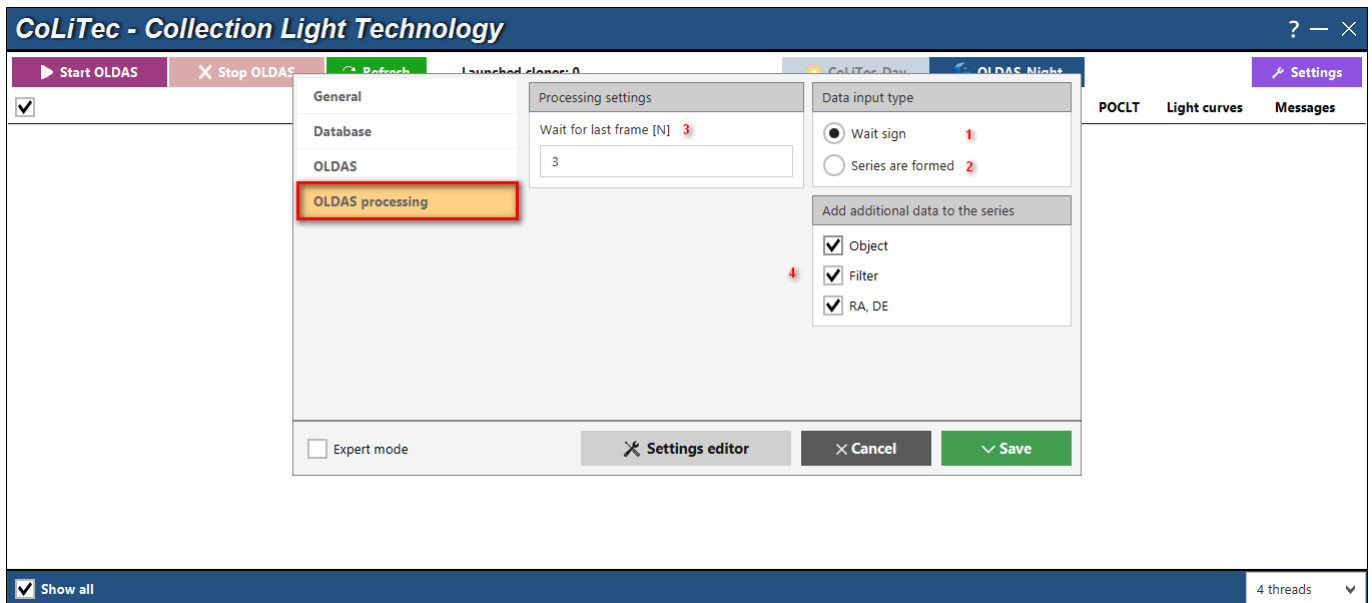 CoLiTec - Collection Light Technology
Start OLDAS
Stop OLDAS
Refresh
Launched clones: 0
CoLiTec-Day
OLDAS-Night
Settings
POCLT
Light curves
Messages
General
Database
OLDAS
OLDAS processing
Processing settings
Wait for last frame [N] 3
3
Data input type
Wait sign 1
Series are formed 2
Add additional data to the series
4
Object
Filter
RA, DE
Expert mode
Settings editor
Cancel
Save
Show all
4 threads